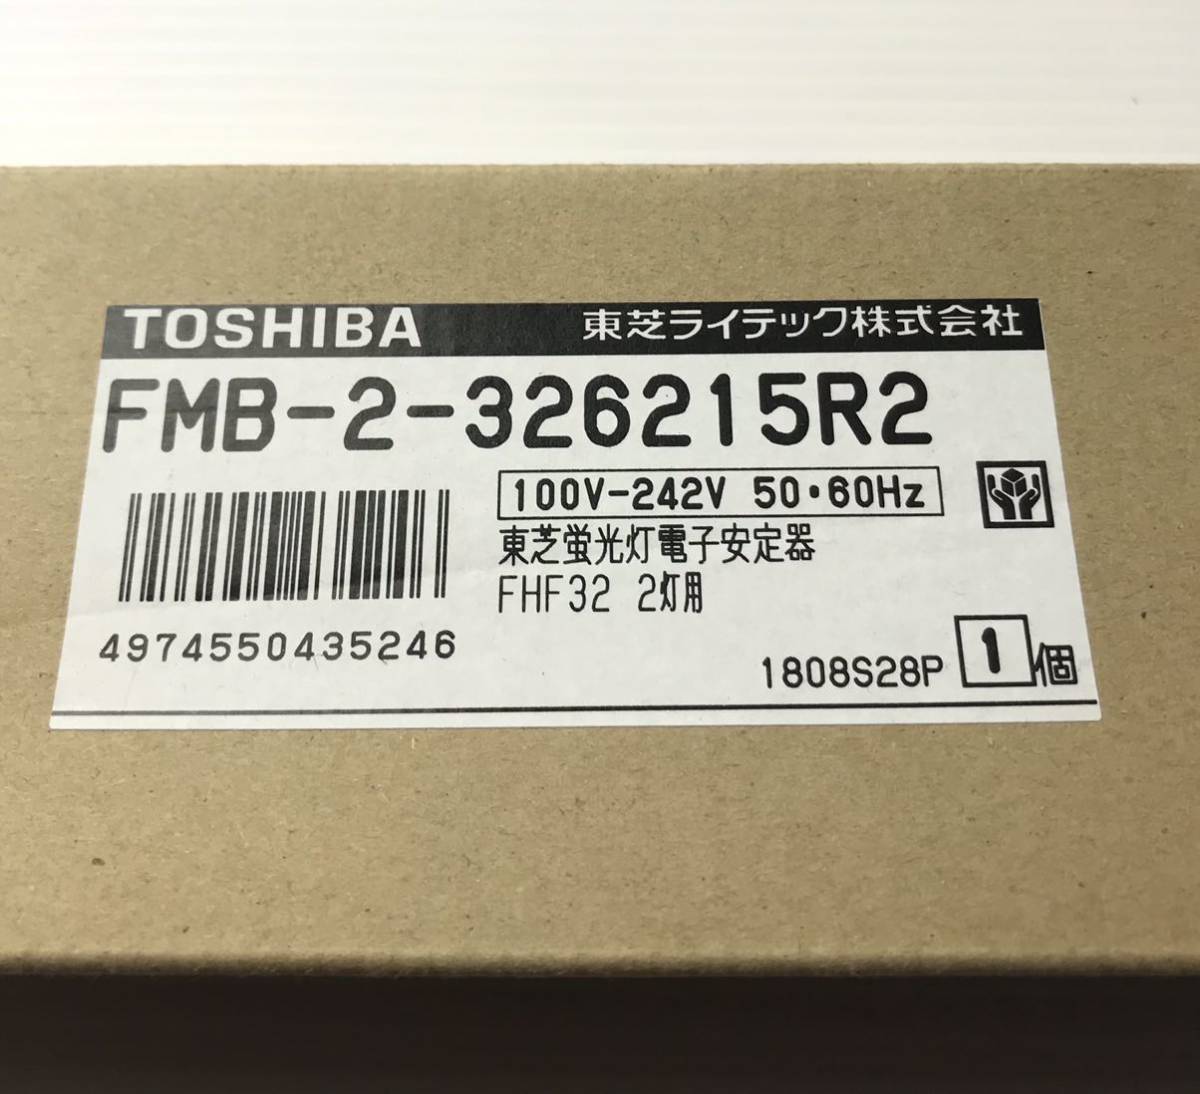 TOSHIBA 東芝ライテック株式会社
FMB-2-326215R2
100V-242V 50・60Hz
東芝蛍光灯電子安定器
FHF32 2灯用
4974550435246
1808S28P 1個